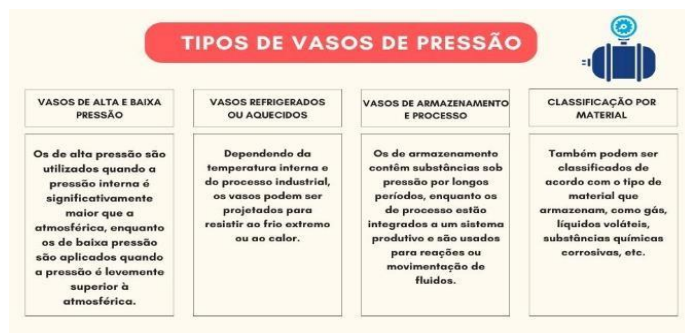 TIPOS DE VASOS DE PRESSÃO
VASOS DE ALTA E BAIXA
PRESSÃO
Os de alta pressão são
utilizados quando a
pressão interna é
significativamente
maior que a
atmosférica, enquanto
os de baixa pressão
são aplicados quando
a pressão é levemente
superior à
atmosférica.
VASOS REFRIGERADOS
OU AQUECIDOS
Dependendo da
temperatura interna e
do processo industrial,
os vasos podem ser
projetados para
resistir ao frio extremo
ou ao calor.
VASOS DE ARMAZENAMENTO
E PROCESSO
Os de armazenamento
contêm substâncias sob
pressão por longos
períodos, enquanto os
de processo estão
integrados a um sistema
produtivo e são usados
para reações ou
movimentação de
fluidos.
CLASSIFICAÇÃO POR
MATERIAL
Também podem ser
classificados de
acordo com o tipo de
material que
armazenam, como gás,
líquidos voláteis,
substâncias químicas
corrosivas, etc.